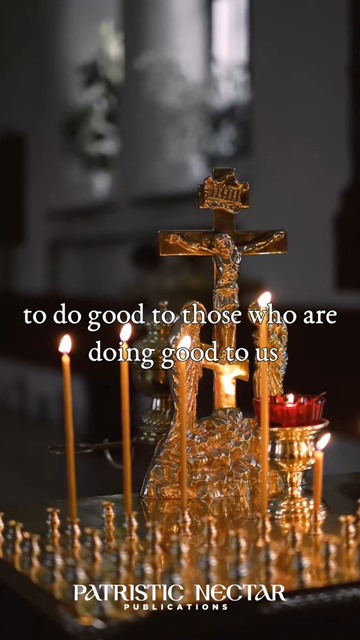 to do good to those who are
doing good to us
PATRISTIC NECTAR
PUBLICATIONS